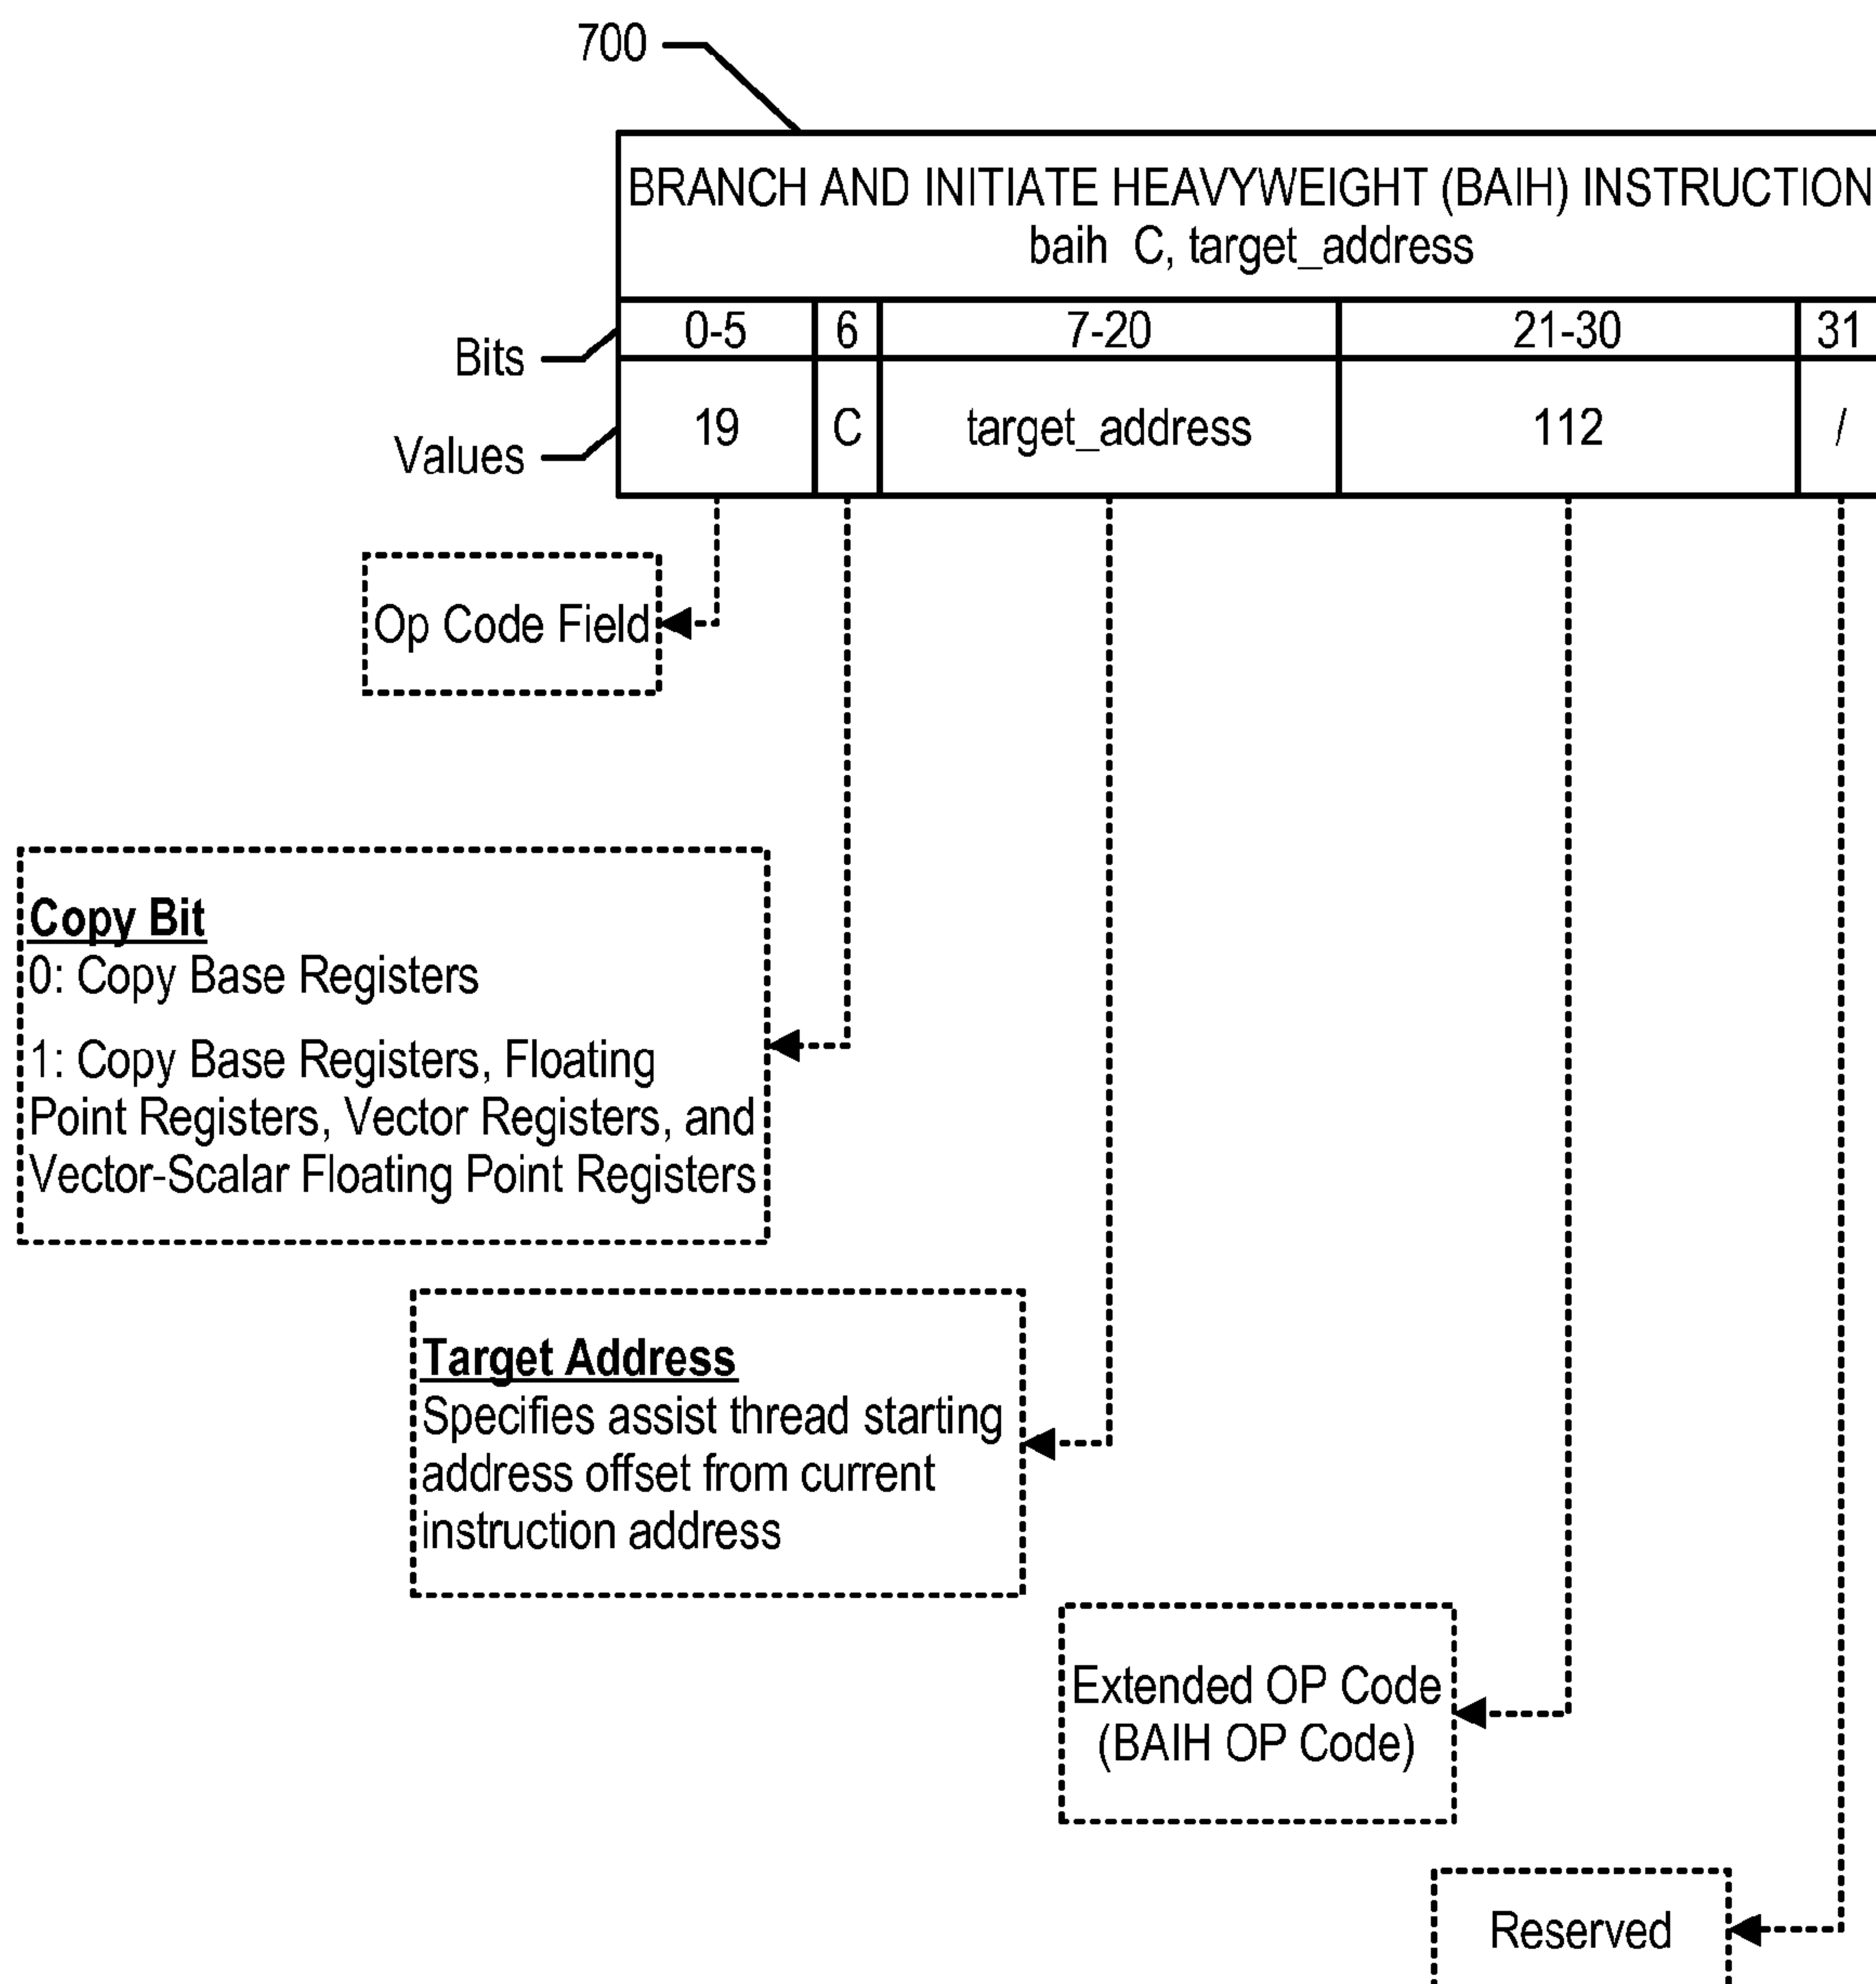 700
BRANCH AND INITIATE HEAVYWEIGHT (BAIH) INSTRUCTION
baih C, target_address
Bits 0-5 6 7-20 21-30 31
Values 19 C target_address 112 /
Op Code Field
Copy Bit
0: Copy Base Registers
1: Copy Base Registers, Floating
Point Registers, Vector Registers, and
Vector-Scalar Floating Point Registers
Target Address
Specifies assist thread starting
address offset from current
instruction address
Extended OP Code
(BAIH OP Code)
Reserved